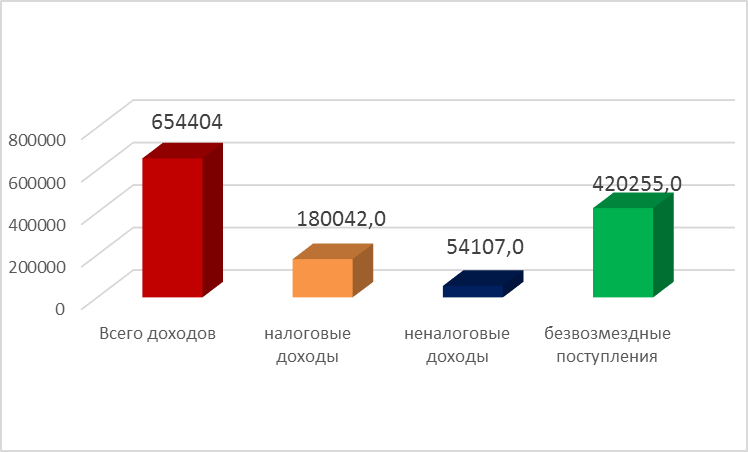 654404
180042,0
54107,0
420255,0
800000
600000
400000
200000
0
Всего доходов
налоговые
доходы
неналоговые
доходы
безвозмездные
поступления